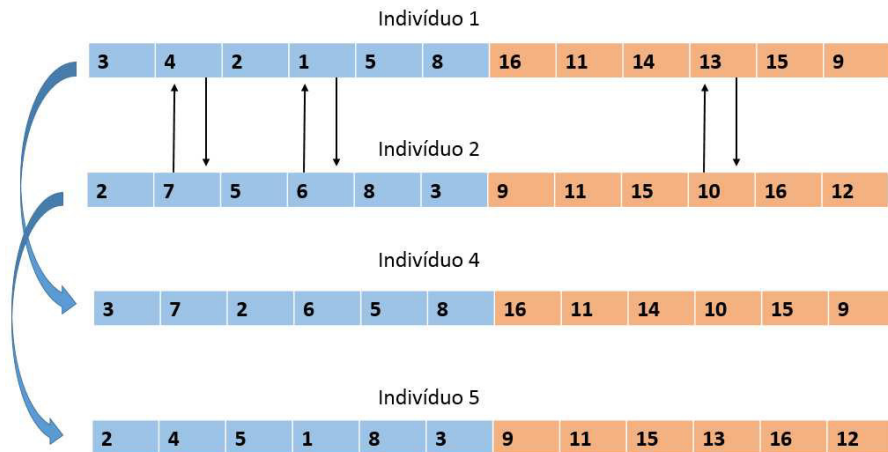 Indivíduo 1
3 4 2 1 5 8 16 11 14 13 15 9
Indivíduo 2
2 7 5 6 8 3 9 11 15 10 16 12
Indivíduo 4
3 7 2 6 5 8 16 11 14 10 15 9
Indivíduo 5
2 4 5 1 8 3 9 11 15 13 16 12